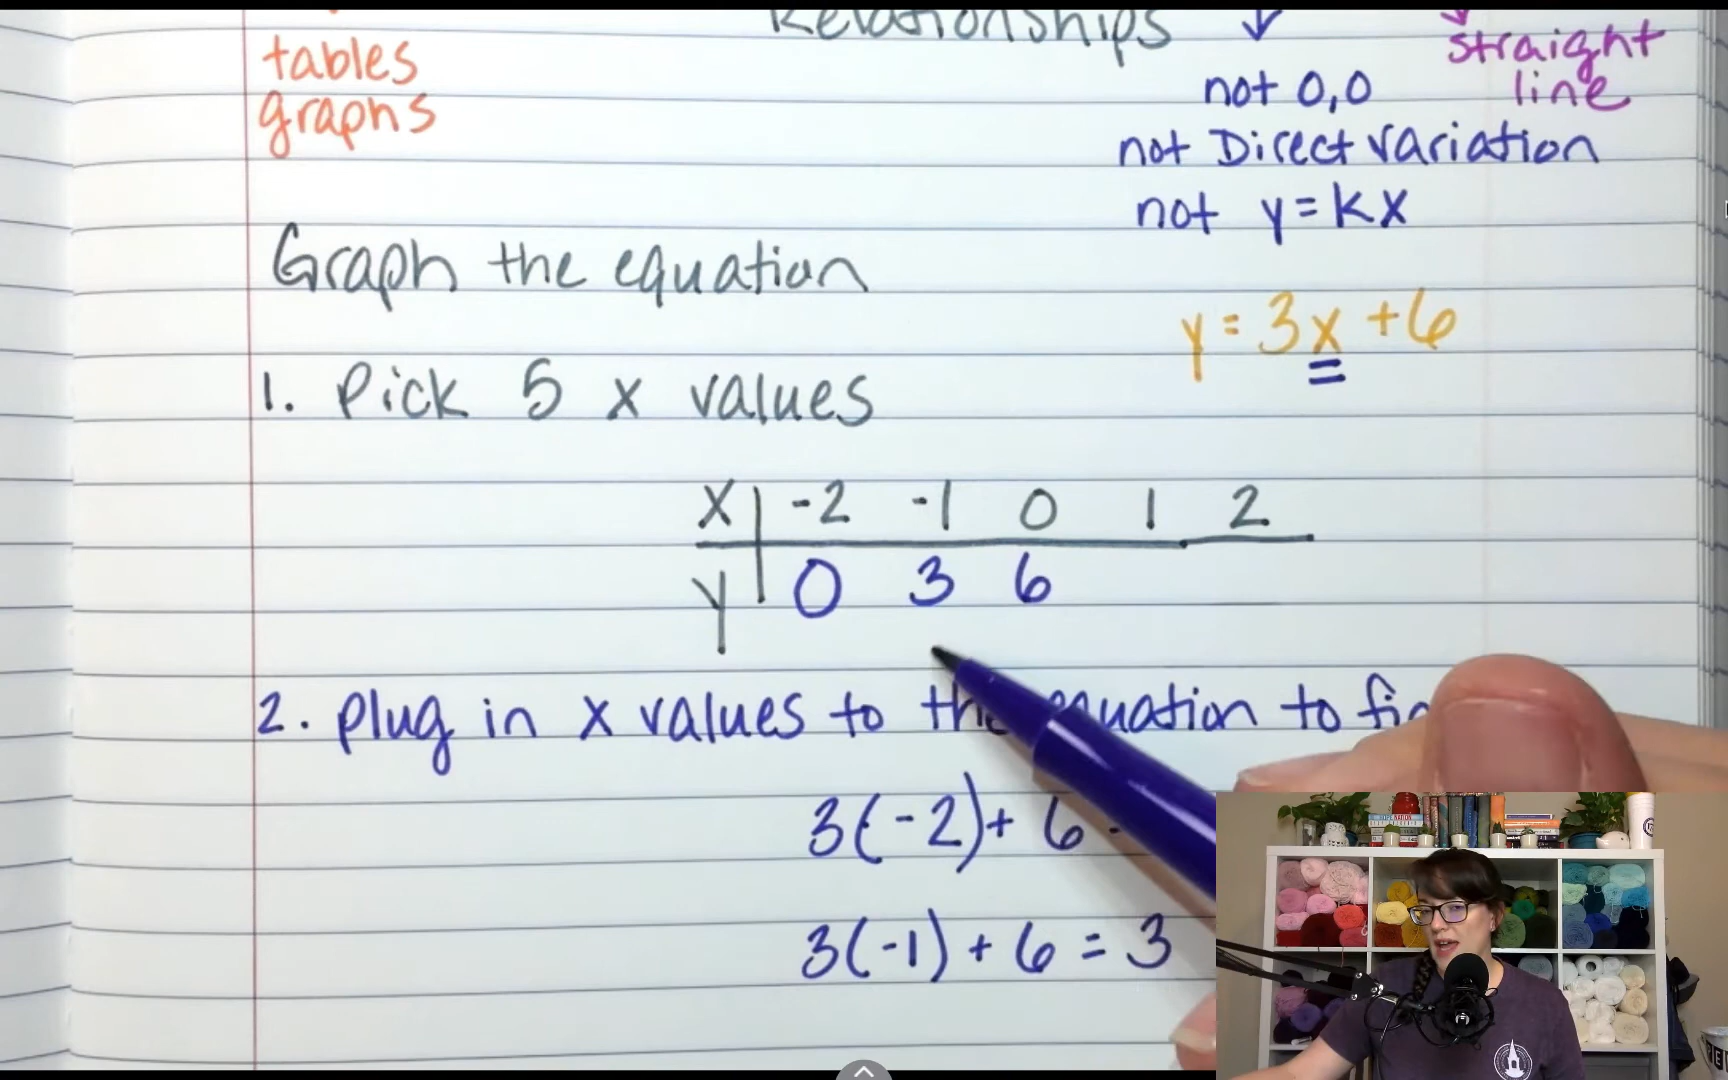 Relationships
tables
graphs
straight
line
not 0,0
not Direct variation
not y=kx
Graph the equation
y = 3x + 6
1. Pick 5 x values
x | -2 -1 0 1 2
y | 0 3 6
2. plug in x values to the equation to
3(-2) + 6
3(-1) + 6 = 3